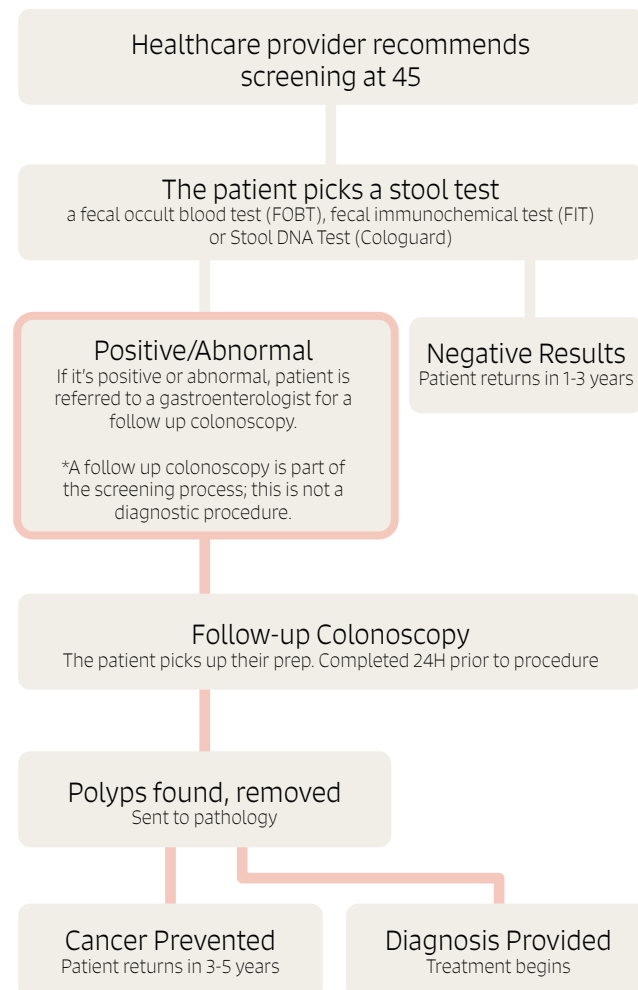 Healthcare provider recommends
screening at 45
The patient picks a stool test
a fecal occult blood test (FOBT), fecal immunochemical test (FIT)
or Stool DNA Test (Cologuard)
Positive/Abnormal
If it's positive or abnormal, patient is
referred to a gastroenterologist for a
follow up colonoscopy.
*A follow up colonoscopy is part of
the screening process; this is not a
diagnostic procedure.
Negative Results
Patient returns in 1-3 years
Follow-up Colonoscopy
The patient picks up their prep. Completed 24H prior to procedure
Polyps found, removed
Sent to pathology
Cancer Prevented
Patient returns in 3-5 years
Diagnosis Provided
Treatment begins